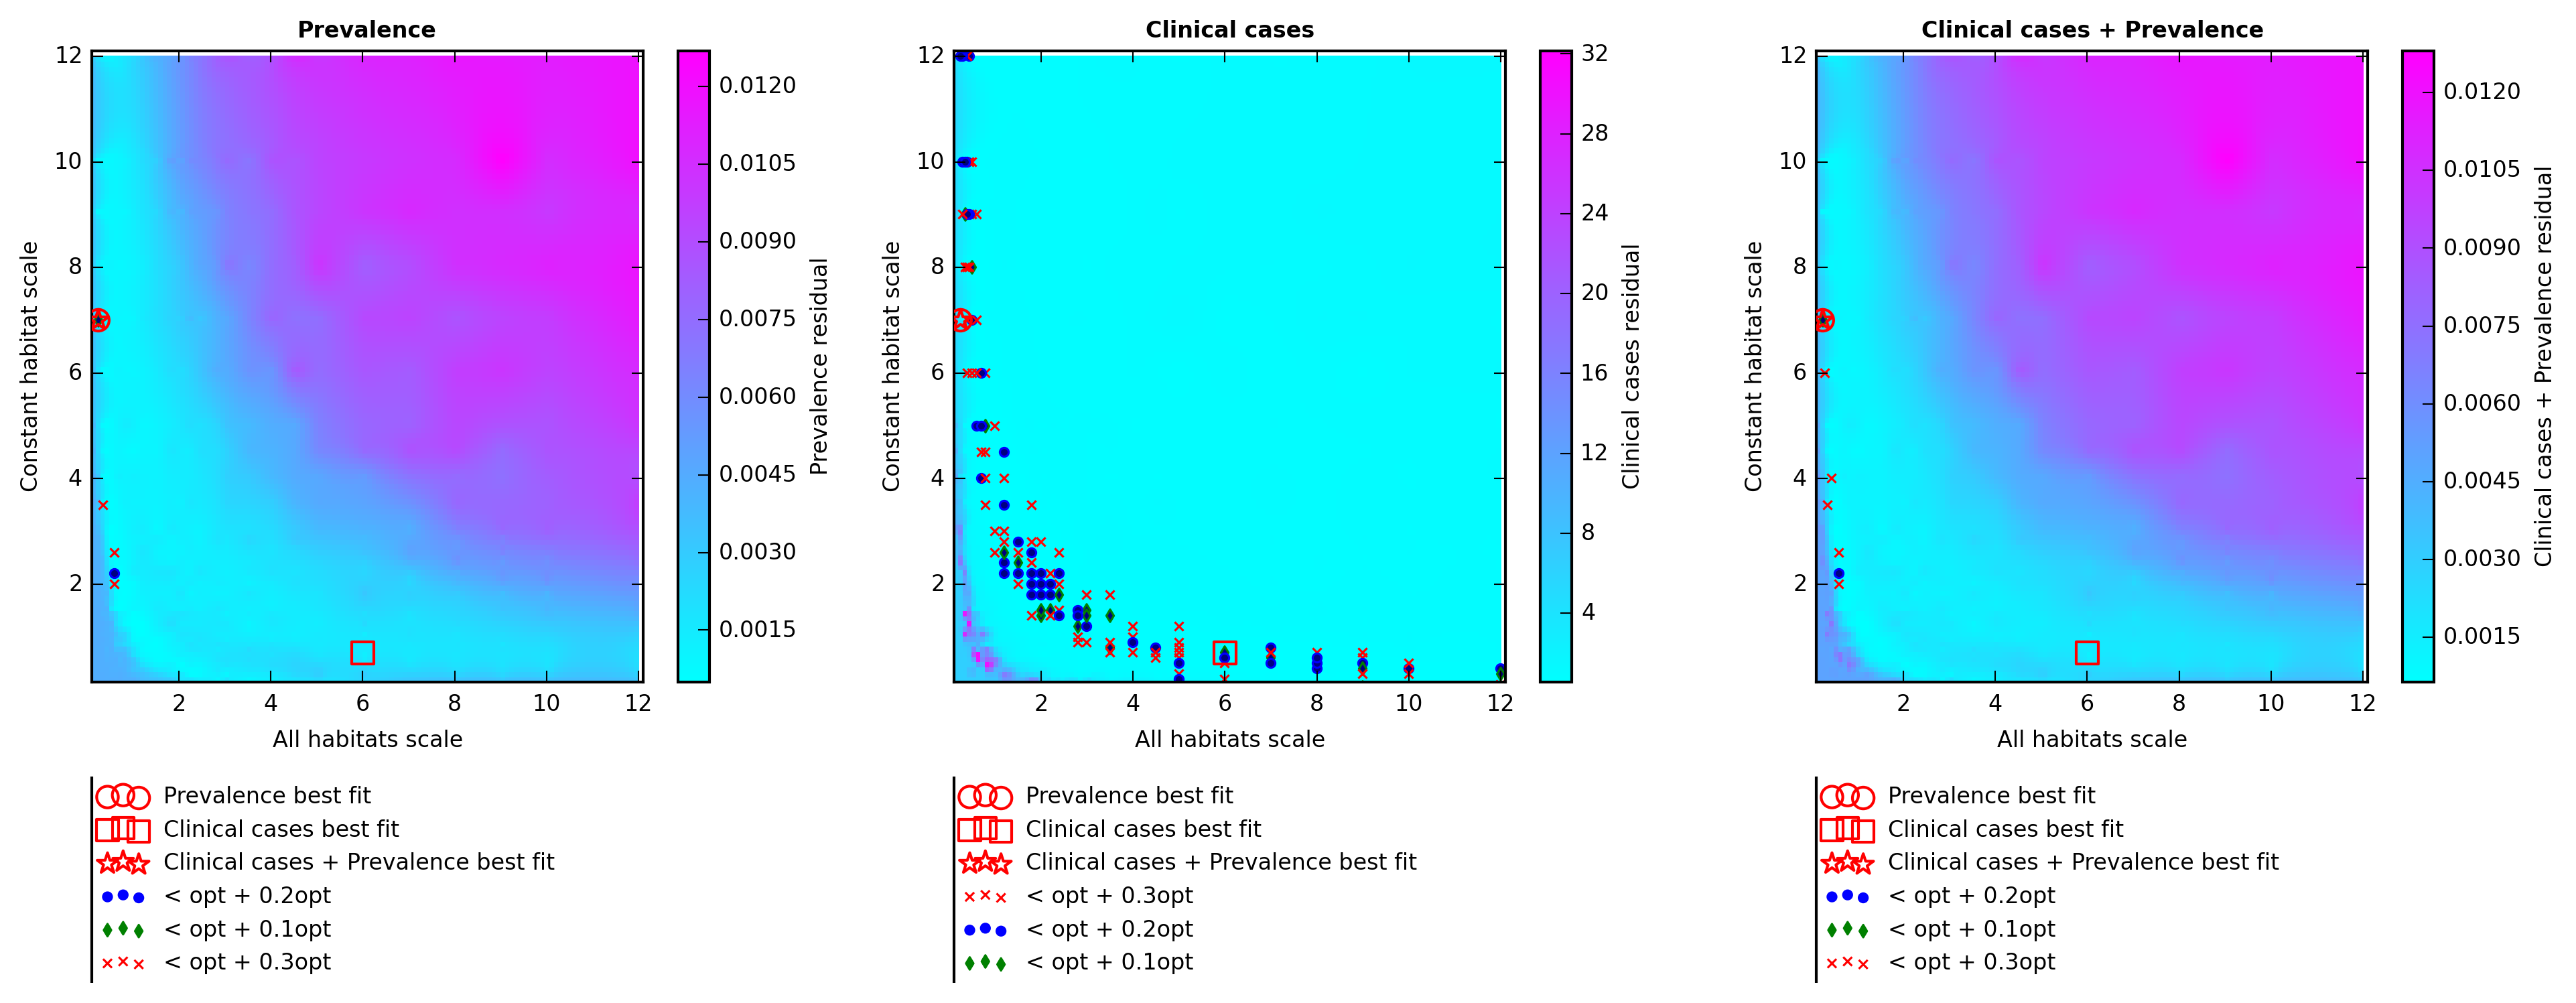 Prevalence
12
10
8
6
4
2
2 4 6 8 10 12
Constant habitat scale
All habitats scale
0.0120
0.0105
0.0090
0.0075
0.0060
0.0045
0.0030
0.0015
Prevalence residual
Prevalence best fit
Clinical cases best fit
Clinical cases + Prevalence best fit
< opt + 0.2opt
< opt + 0.1opt
< opt + 0.3opt
Clinical cases
12
10
8
6
4
2
2 4 6 8 10 12
Constant habitat scale
All habitats scale
32
28
24
20
16
12
8
4
Clinical cases residual
Prevalence best fit
Clinical cases best fit
Clinical cases + Prevalence best fit
< opt + 0.3opt
< opt + 0.2opt
< opt + 0.1opt
Clinical cases + Prevalence
12
10
8
6
4
2
2 4 6 8 10 12
Constant habitat scale
All habitats scale
0.0120
0.0105
0.0090
0.0075
0.0060
0.0045
0.0030
0.0015
Clinical cases + Prevalence residual
Prevalence best fit
Clinical cases best fit
Clinical cases + Prevalence best fit
< opt + 0.2opt
< opt + 0.1opt
< opt + 0.3opt